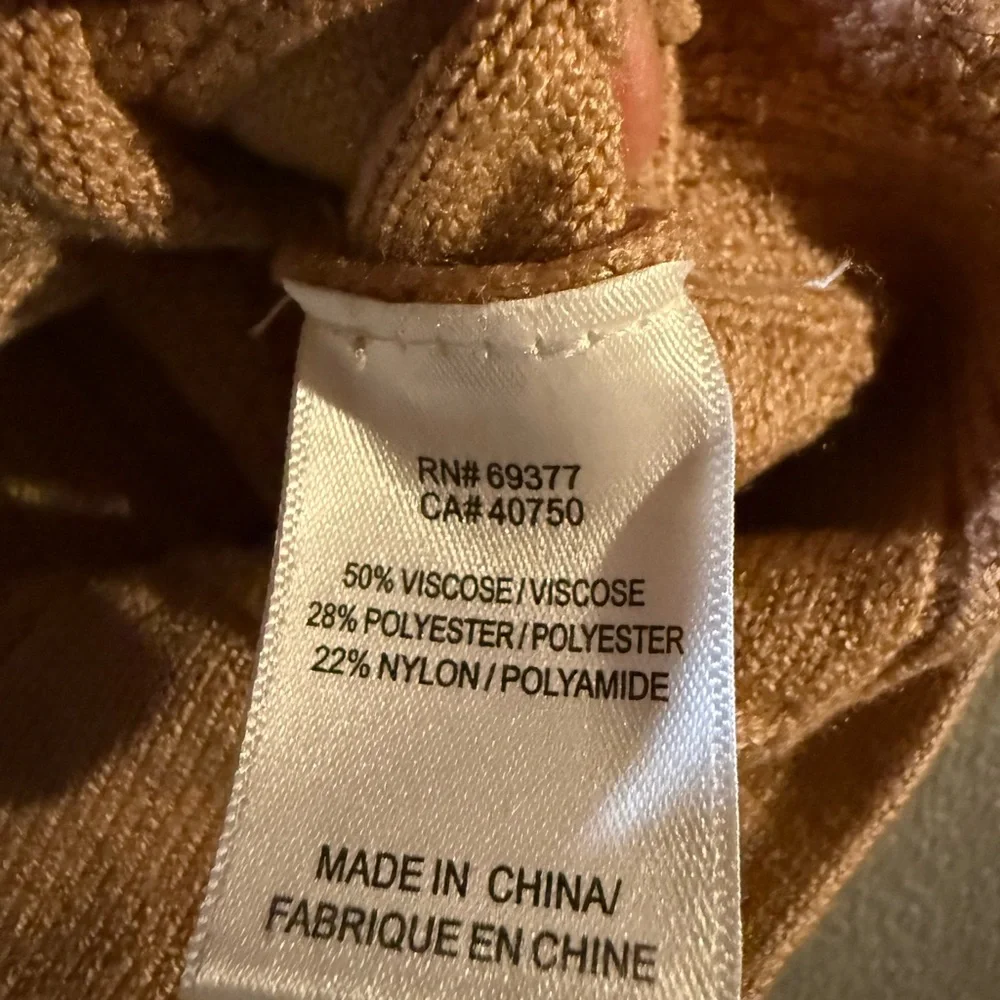 RN# 69377
CA# 40750
50% VISCOSE/VISCOSE
28% POLYESTER/POLYESTER
22% NYLON/POLYAMIDE
MADE IN CHINA/
FABRIQUE EN CHINE